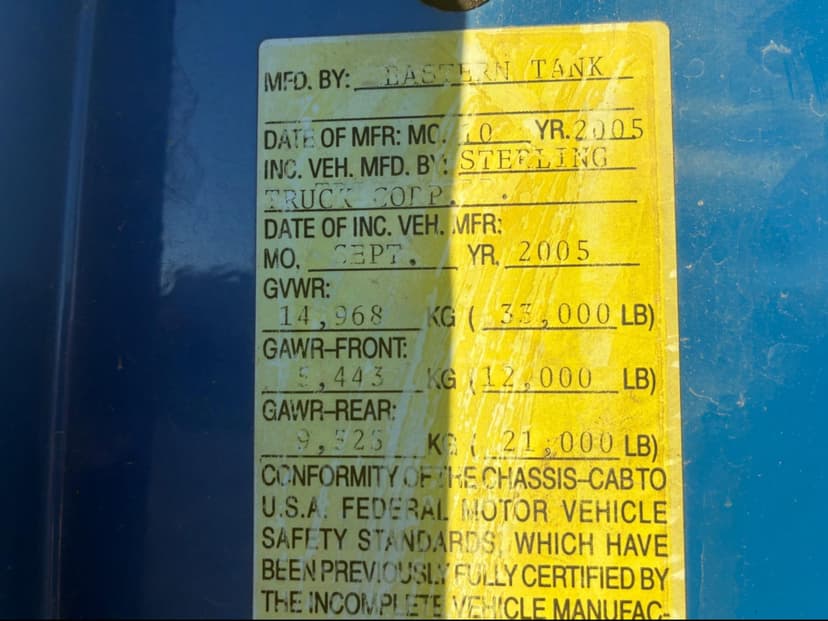 MFD. BY: EASTERN TANK
DATE OF MFR: MO. 10 YR. 2005
INC. VEH. MFD. BY: STERLING
TRUCK CORP.
DATE OF INC. VEH. MFR:
MO. SEPT. YR. 2005
GVWR:
14,968 KG ( 33,000 LB)
GAWR-FRONT:
5,443 KG (12,000 LB)
GAWR-REAR:
9,525 KG ( 21,000 LB)
CONFORMITY OF THE CHASSIS-CAB TO
U.S.A. FEDERAL MOTOR VEHICLE
SAFETY STANDARDS, WHICH HAVE
BEEN PREVIOUSLY FULLY CERTIFIED BY
THE INCOMPLETE VEHICLE MANUFAC-